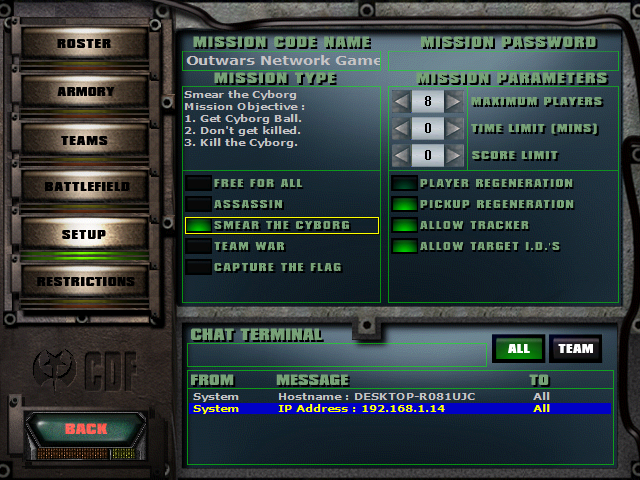 ROSTER
ARMORY
TEAMS
BATTLEFIELD
SETUP
RESTRICTIONS
CDF
BACK
MISSION CODE NAME
Outwars Network Game
MISSION PASSWORD
MISSION TYPE
Smear the Cyborg
Mission Objective :
1. Get Cyborg Ball.
2. Don't get killed.
3. Kill the Cyborg.
MISSION PARAMETERS
8 MAXIMUM PLAYERS
0 TIME LIMIT (MINS)
0 SCORE LIMIT
FREE FOR ALL
ASSASSIN
SMEAR THE CYBORG
TEAM WAR
CAPTURE THE FLAG
PLAYER REGENERATION
PICKUP REGENERATION
ALLOW TRACKER
ALLOW TARGET I.D.'S
CHAT TERMINAL
ALL TEAM
FROM MESSAGE TO
System Hostname : DESKTOP-R081UJC All
System IP Address : 192.168.1.14 All